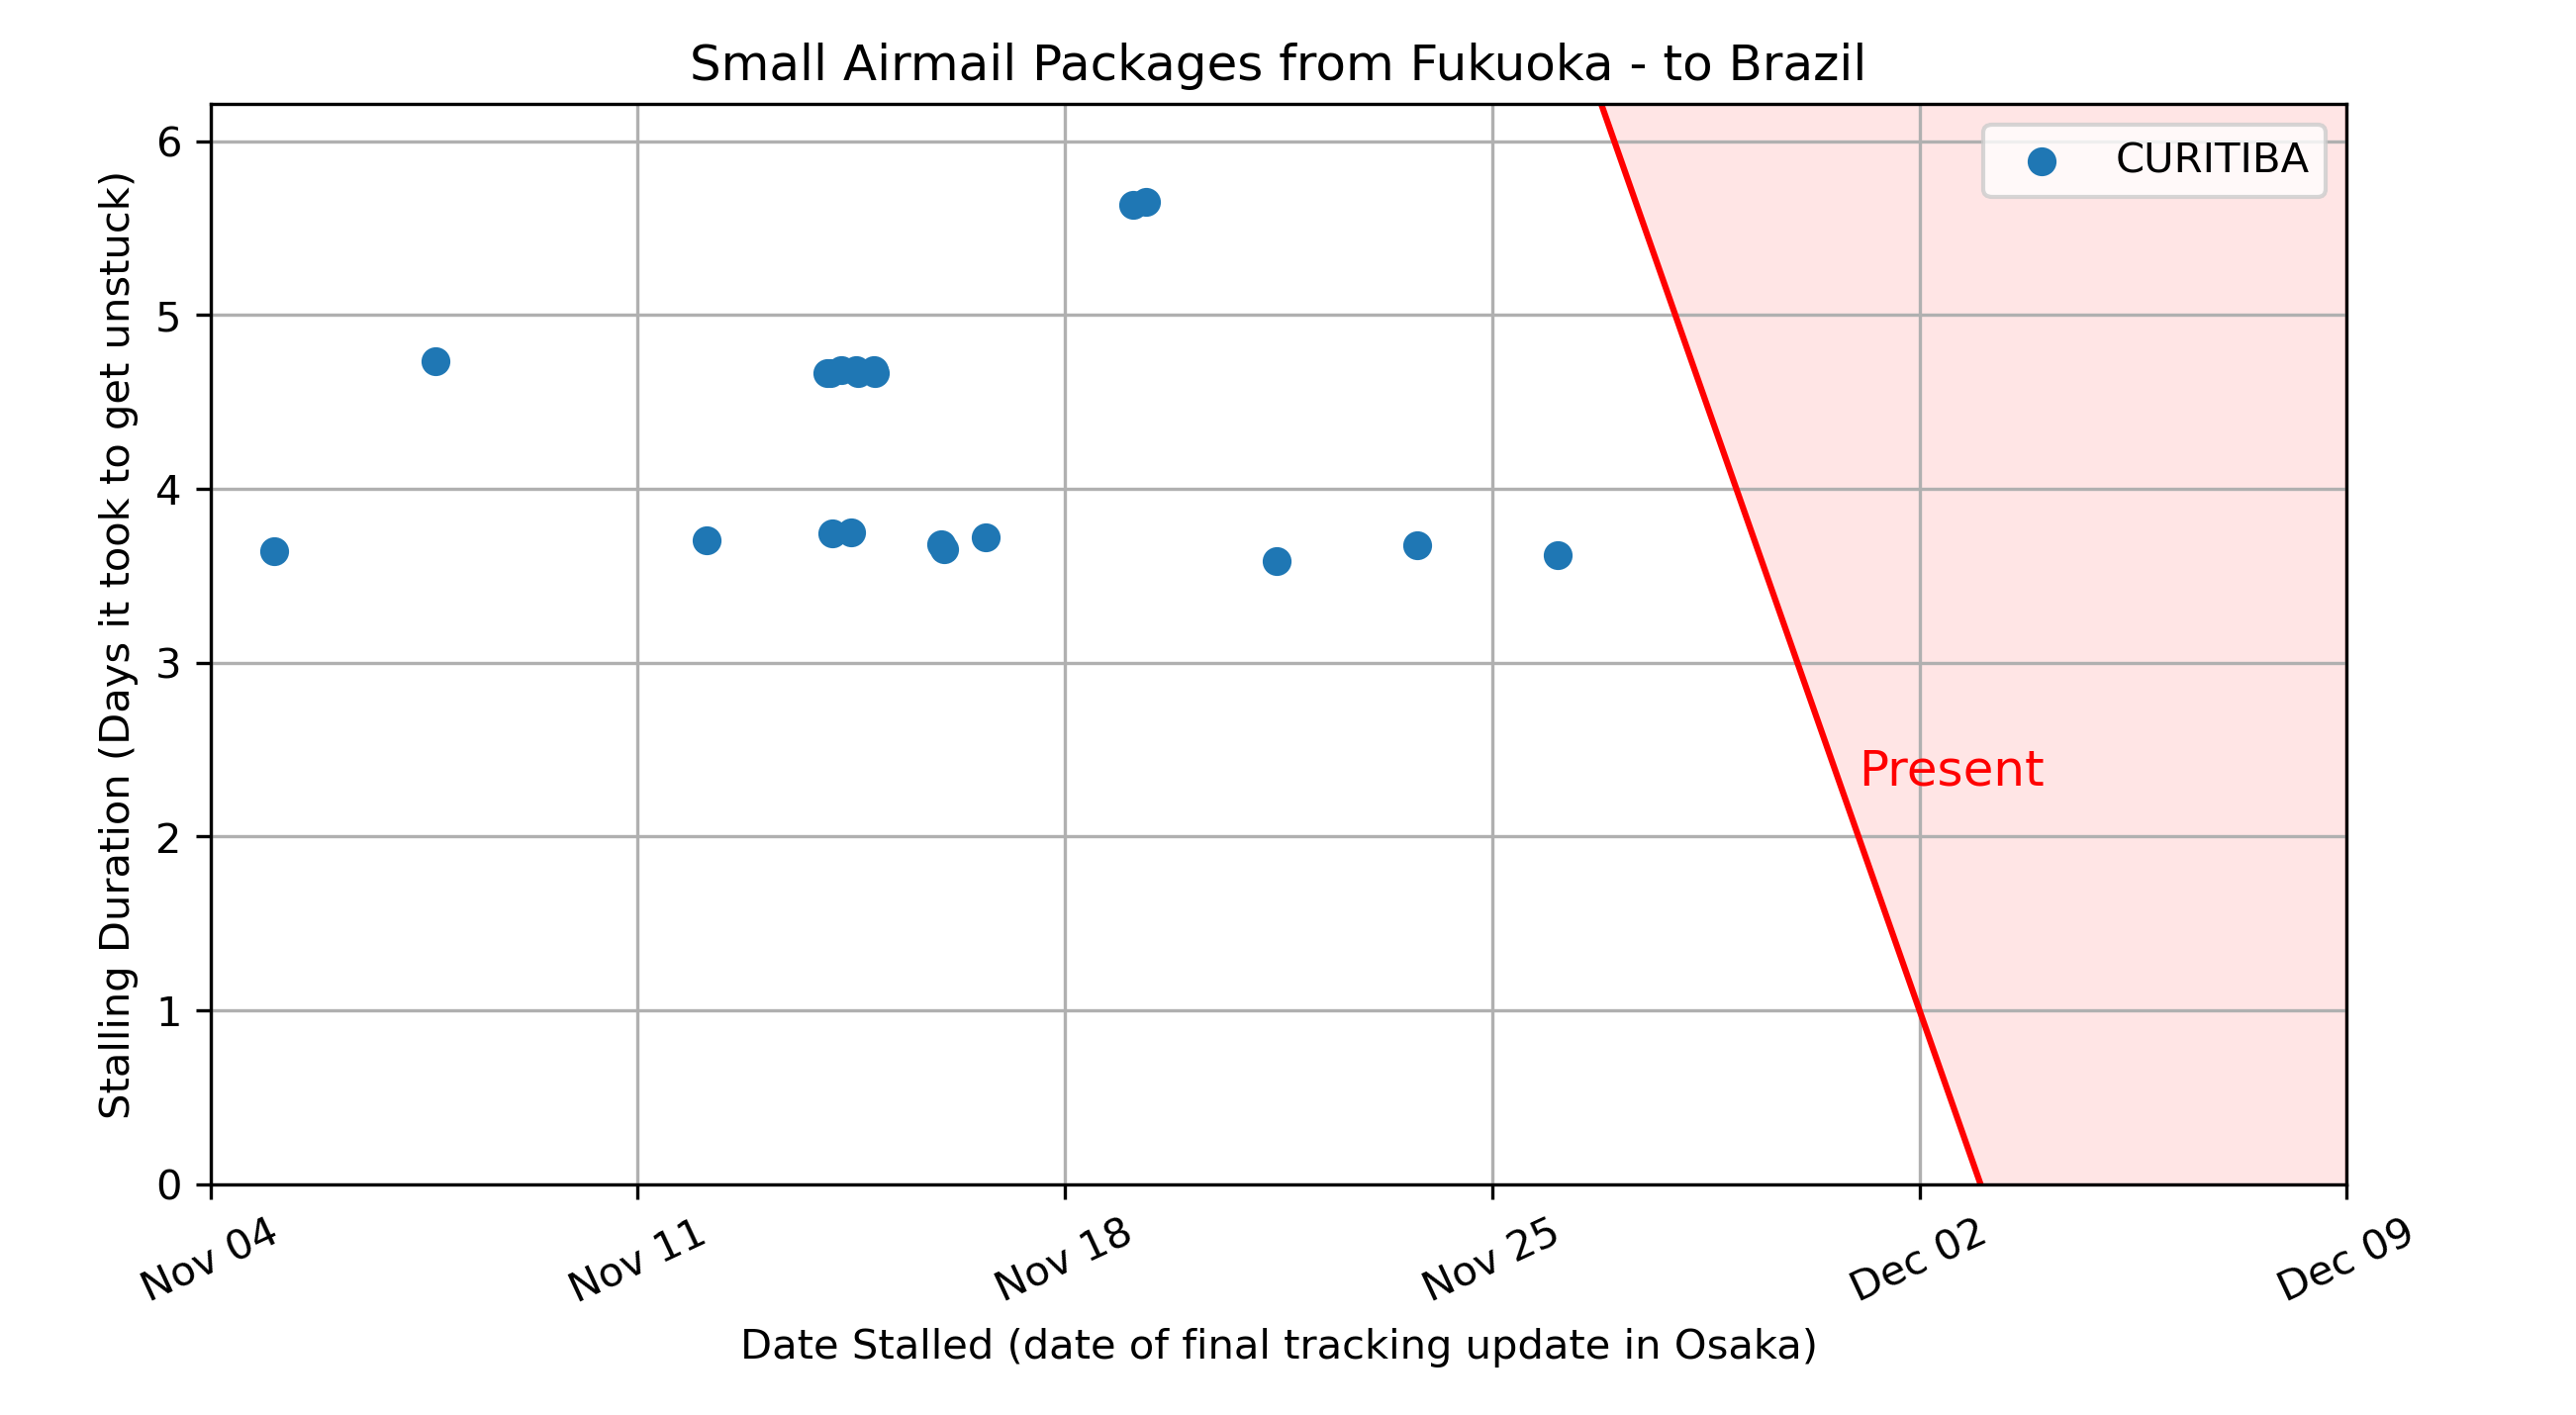 Small Airmail Packages from Fukuoka - to Brazil
Stalling Duration (Days it took to get unstuck)
6
5
4
3
2
1
0
CURITIBA
Present
Nov 04
Nov 11
Nov 18
Nov 25
Dec 02
Dec 09
Date Stalled (date of final tracking update in Osaka)